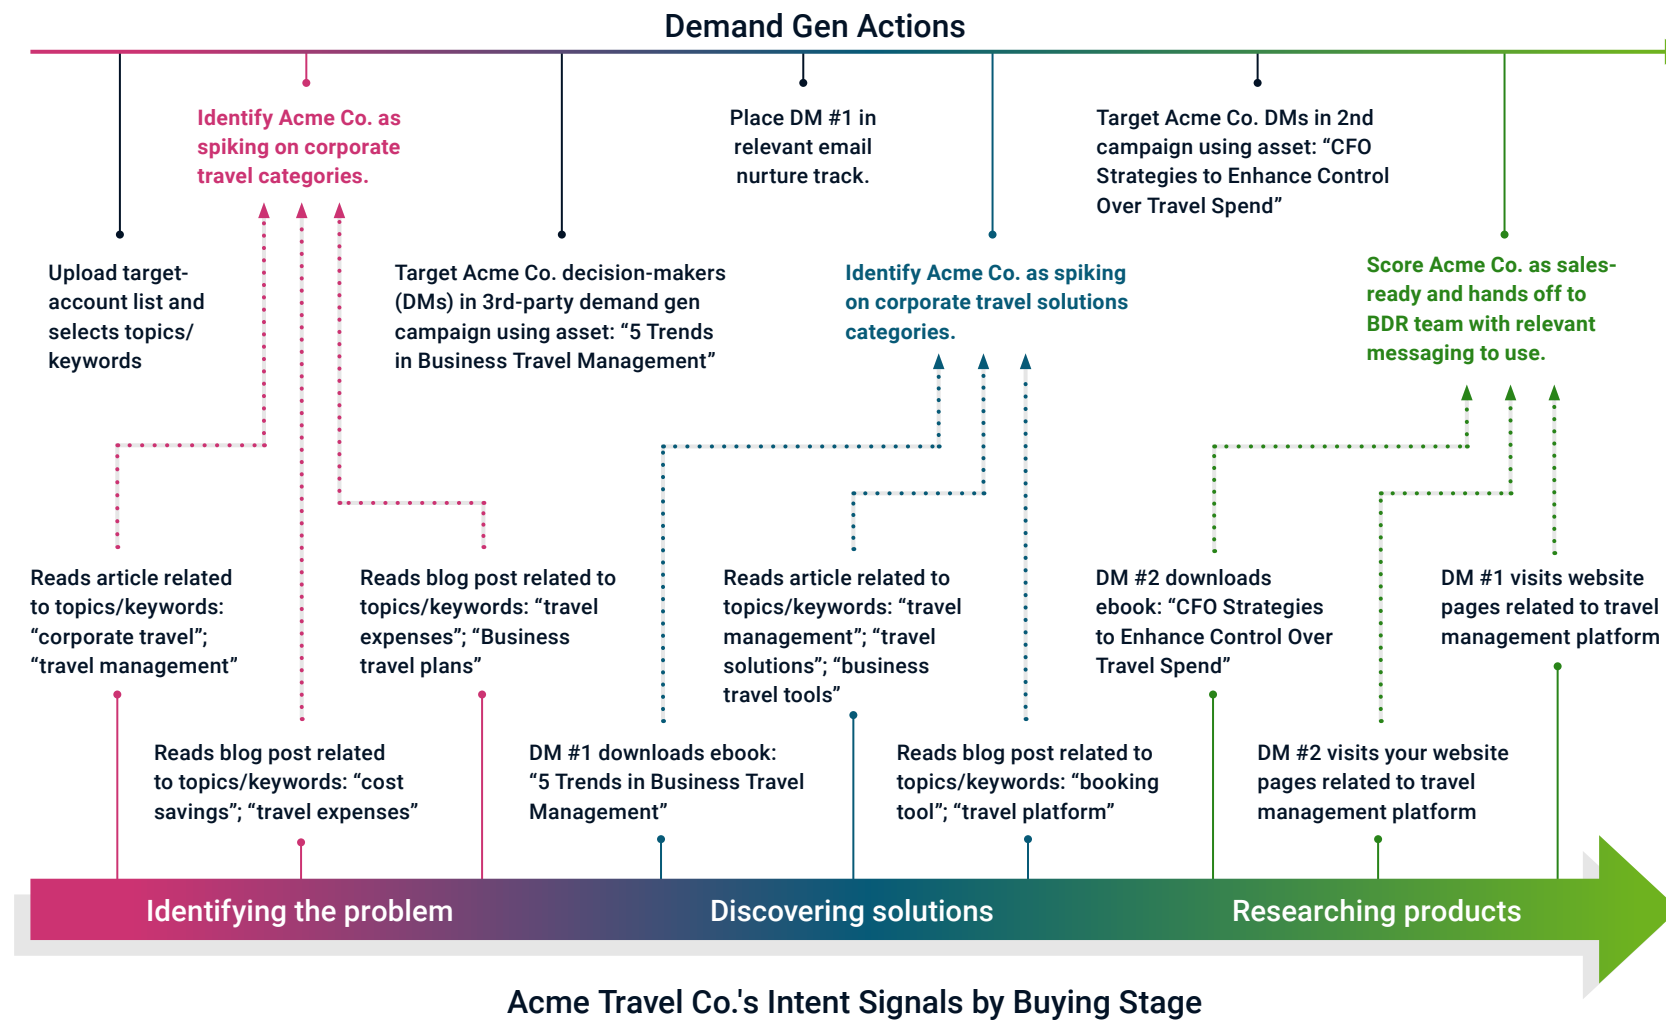 Demand Gen Actions
Upload target-
account list and
selects topics/
keywords
Identify Acme Co. as
spiking on corporate
travel categories.
Target Acme Co. decision-makers
(DMs) in 3rd-party demand gen
campaign using asset: “5 Trends
in Business Travel Management”
Place DM #1 in
relevant email
nurture track.
Identify Acme Co. as spiking
on corporate travel solutions
categories.
Target Acme Co. DMs in 2nd
campaign using asset: “CFO
Strategies to Enhance Control
Over Travel Spend”
Score Acme Co. as sales-
ready and hands off to
BDR team with relevant
messaging to use.
Reads article related
to topics/keywords:
“corporate travel”;
“travel management”
Reads blog post related
to topics/keywords: “cost
savings”; “travel expenses”
Reads blog post related to
topics/keywords: “travel
expenses”; “Business
travel plans”
DM #1 downloads ebook:
“5 Trends in Business Travel
Management”
Reads article related to
topics/keywords: “travel
management”; “travel
solutions”; “business
travel tools”
Reads blog post related to
topics/keywords: “booking
tool”; “travel platform”
DM #2 downloads
ebook: “CFO Strategies
to Enhance Control Over
Travel Spend”
DM #2 visits your website
pages related to travel
management platform
DM #1 visits website
pages related to travel
management platform
Identifying the problem
Discovering solutions
Researching products
Acme Travel Co.'s Intent Signals by Buying Stage